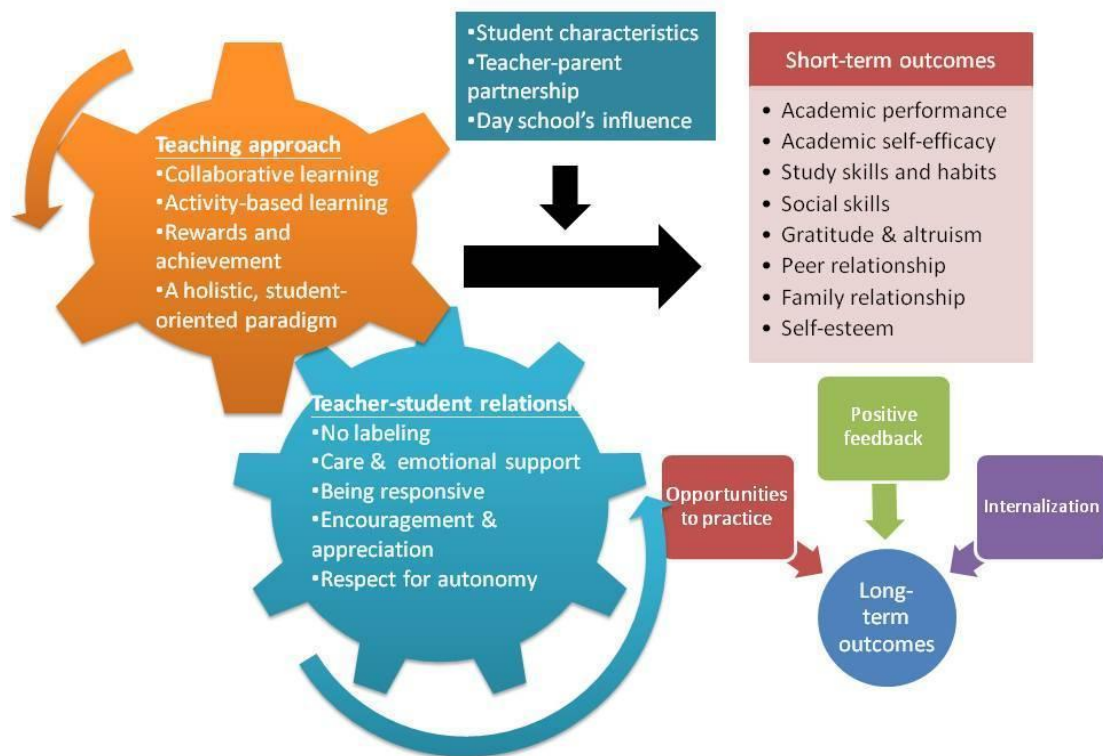 Teaching approach
•Collaborative learning
•Activity-based learning
•Rewards and
achievement
•A holistic, student-
oriented paradigm
Teacher-student relations
•No labeling
•Care & emotional support
•Being responsive
•Encouragement &
appreciation
•Respect for autonomy
•Student characteristics
•Teacher-parent
partnership
•Day school's influence
Short-term outcomes
• Academic performance
• Academic self-efficacy
• Study skills and habits
• Social skills
• Gratitude & altruism
• Peer relationship
• Family relationship
• Self-esteem
Opportunities
to practice
Positive
feedback
Internalization
Long-
term
outcomes